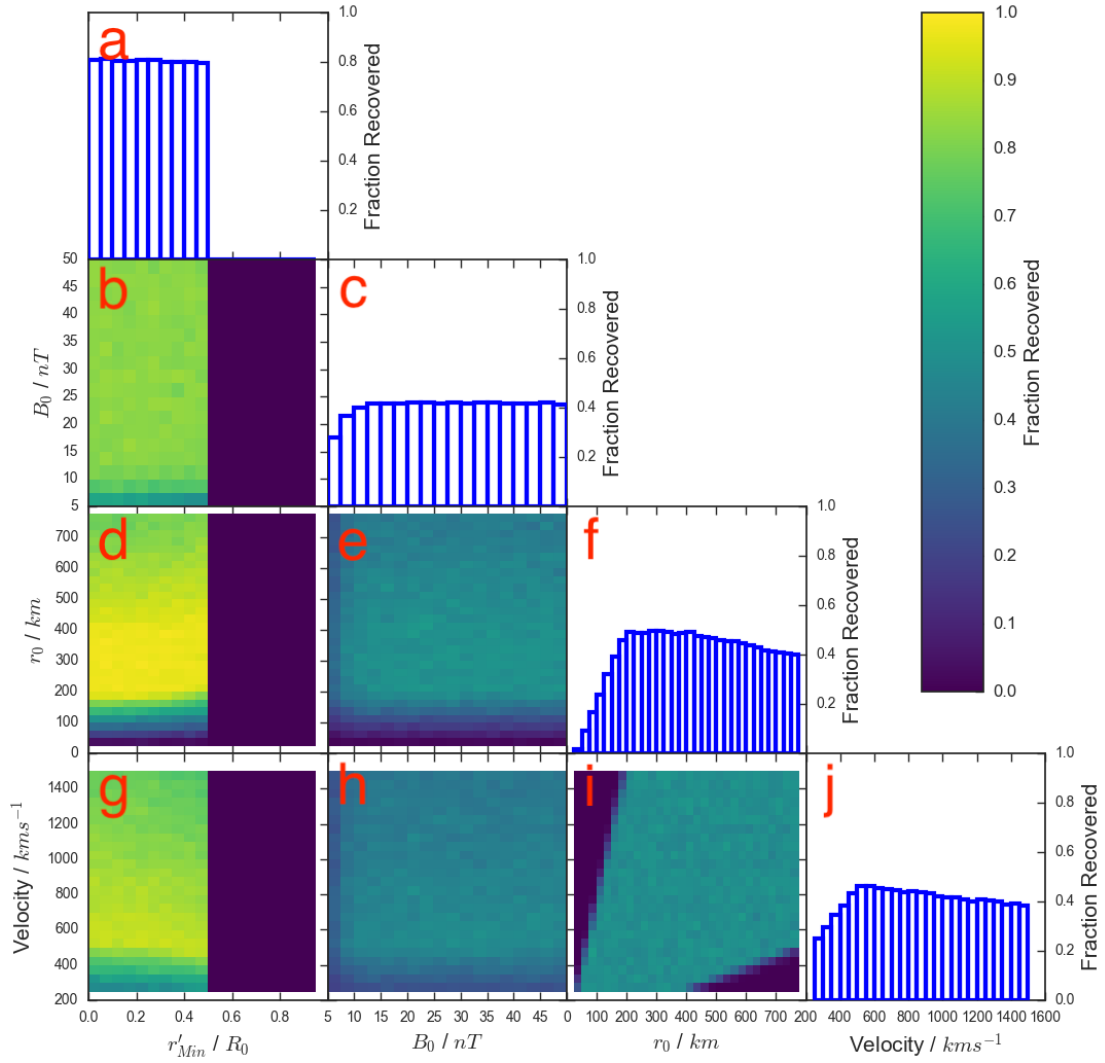 a
1.0
0.8
0.6
0.4
0.2
Fraction Recovered
1.0
0.9
0.8
0.7
0.6
0.5
0.4
0.3
0.2
0.1
0.0
Fraction Recovered
b
50
45
40
35
30
25
20
15
10
5
B₀ / nT
c
1.0
0.8
0.6
0.4
0.2
Fraction Recovered
d
700
600
500
400
300
200
100
0
r₀ / km
e
f
1.0
0.8
0.6
0.4
0.2
Fraction Recovered
g
1400
1200
1000
800
600
400
200
Velocity / kms⁻¹
h
i
j
1.0
0.8
0.6
0.4
0.2
0.0
Fraction Recovered
0.0 0.2 0.4 0.6 0.8
r′Min / R₀
5 10 15 20 25 30 35 40 45
B₀ / nT
0 100 200 300 400 500 600 700
r₀ / km
200 400 600 800 1000 1200 1400 1600
Velocity / kms⁻¹